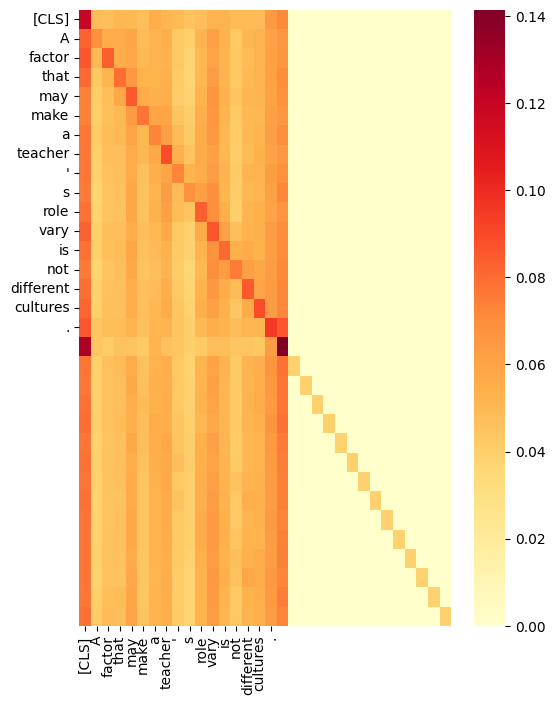 [CLS]
A
factor
that
may
make
a
teacher
'
s
role
vary
is
not
different
cultures
.
[CLS] A factor that may make a teacher ' s role vary is not different cultures .
0.14
0.12
0.10
0.08
0.06
0.04
0.02
0.00